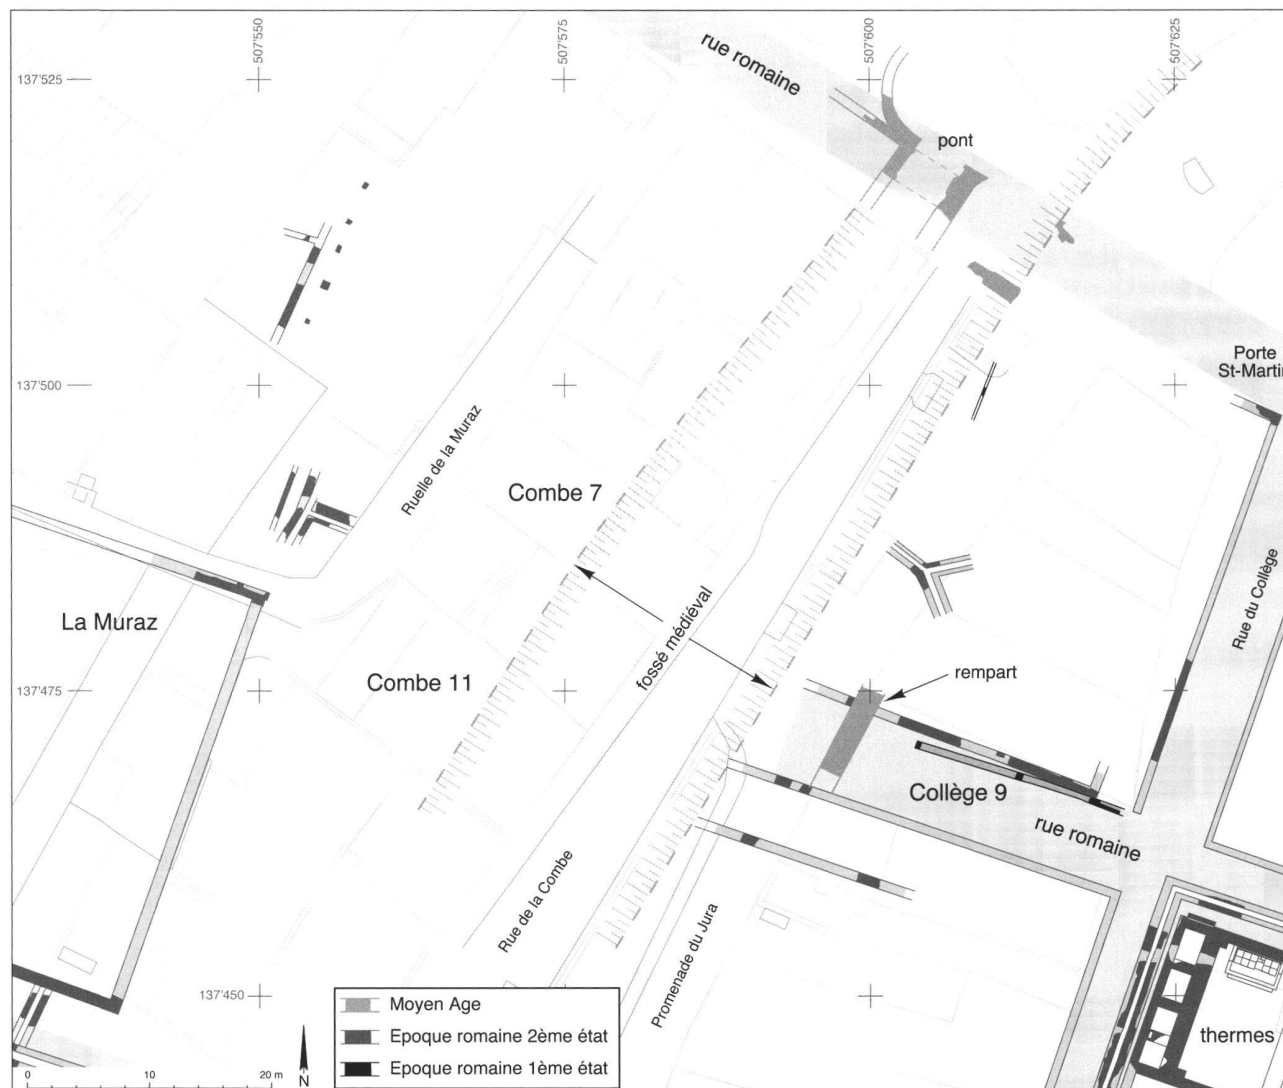 507'550
507'575
507'600
507'625
137'525
137'500
137'475
137'450
rue romaine
pont
Porte
St-Martin
Ruelle de la Muraz
Combe 7
La Muraz
Combe 11
fossé médiéval
rempart
Rue du Collège
Collège 9
rue romaine
Rue de la Combe
Promenade du Jura
thermes
Moyen Age
Epoque romaine 2ème état
Epoque romaine 1ème état
0 10 20 m
N